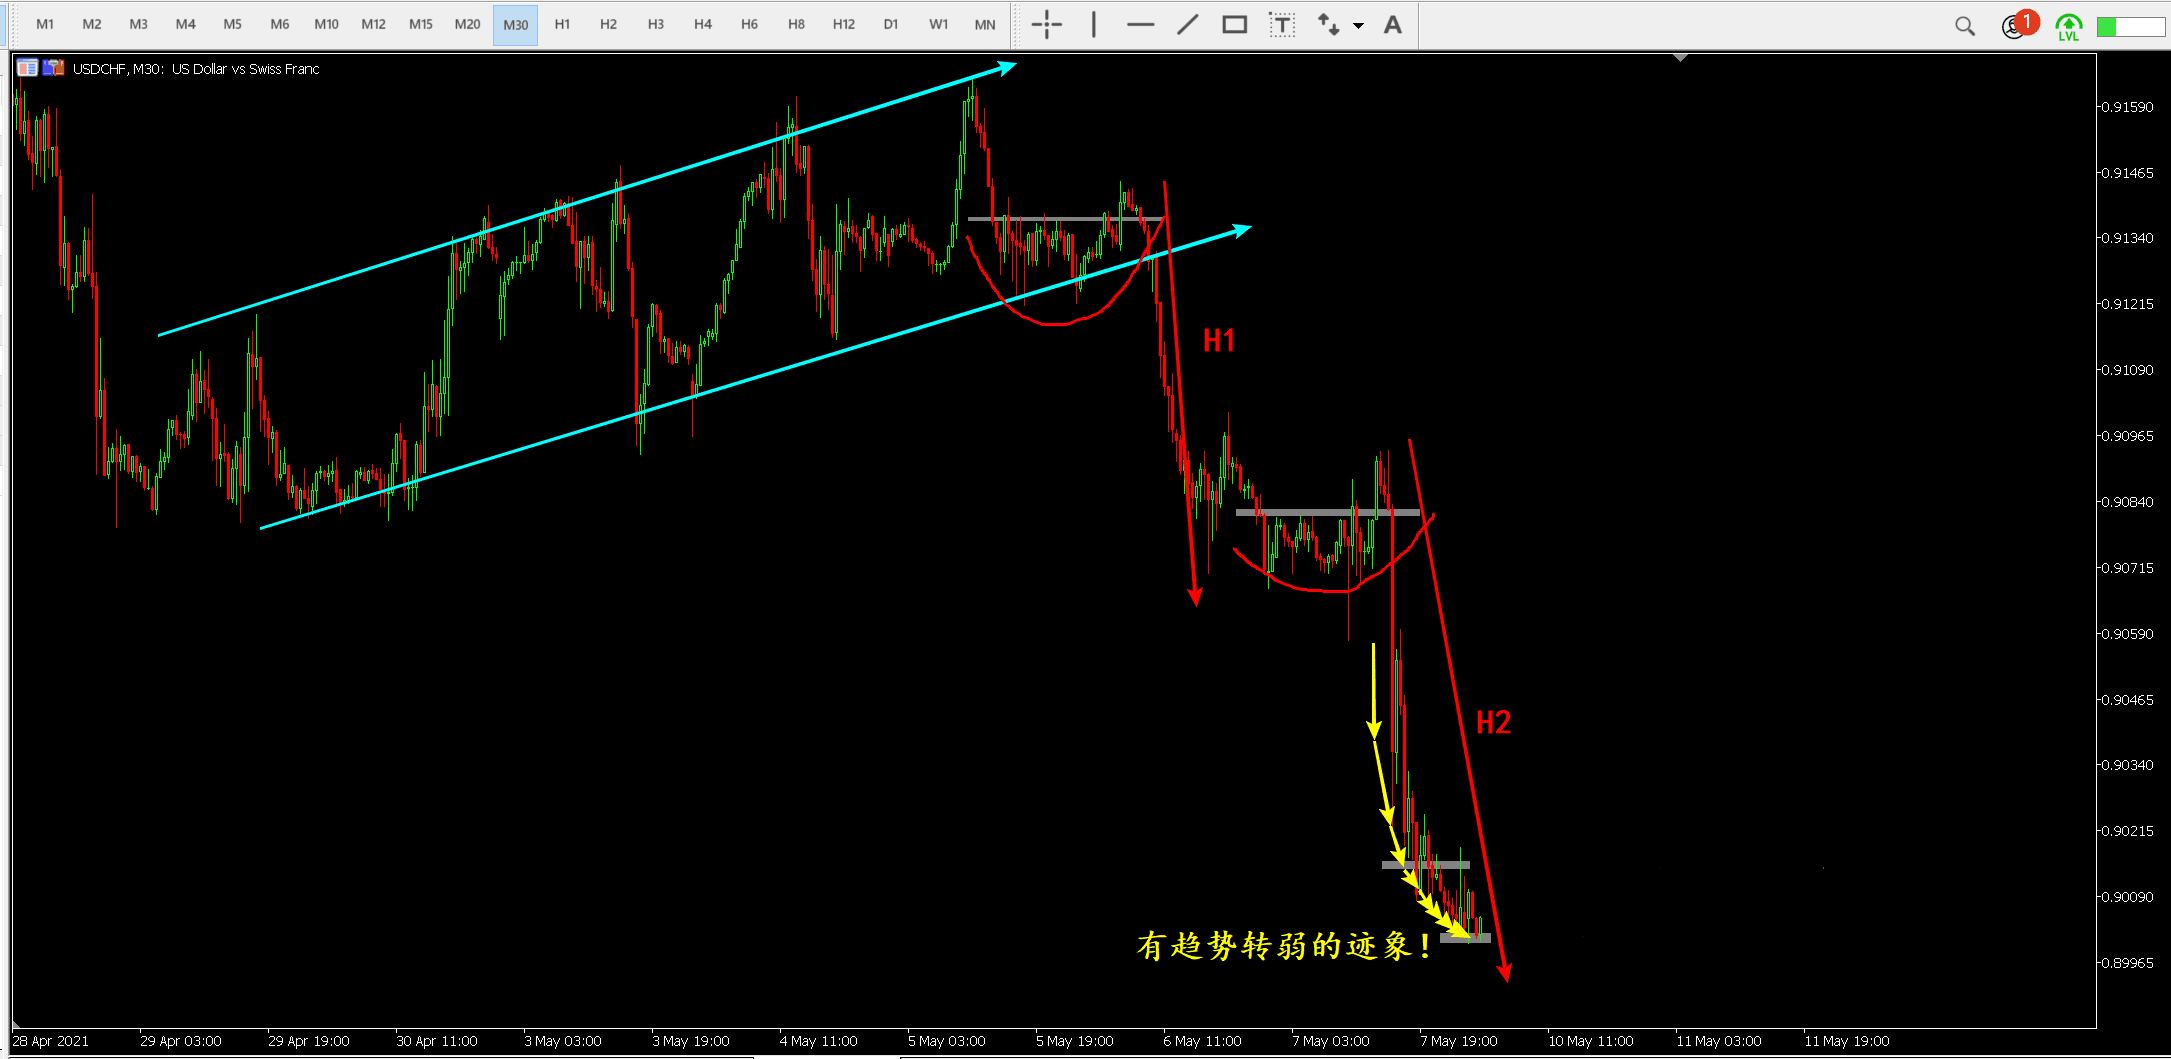 M1 M2 M3 M4 M5 M6 M10 M12 M15 M20 M30 H1 H2 H3 H4 H6 H8 H12 D1 W1 MN T A 1 LVL
USDCHF, M30: US Dollar vs Swiss Franc
0.91590
0.91465
0.91340
0.91215
H1
0.91090
0.90965
0.90840
0.90715
0.90590
0.90465
H2
0.90340
0.90215
0.90090
有趋势转弱的迹象!
0.89965
28 Apr 2021 29 Apr 03:00 29 Apr 19:00 30 Apr 11:00 3 May 03:00 3 May 19:00 4 May 11:00 5 May 03:00 5 May 19:00 6 May 11:00 7 May 03:00 7 May 19:00 10 May 11:00 11 May 03:00 11 May 19:00